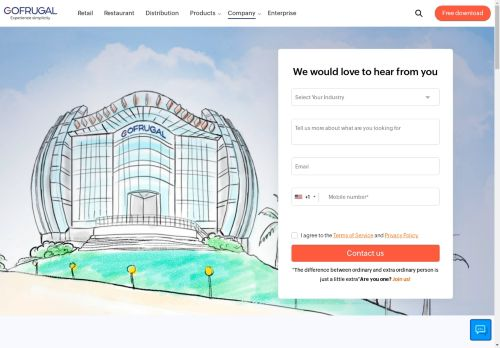 GOFRUGAL
Experience simplicity
Retail
Restaurant
Distribution
Products
Company
Enterprise
Free download
GOFRUGAL
We would love to hear from you
Select Your Industry
Tell us more about what are you looking for
Email
+1
Mobile number*
I agree to the Terms of Service and Privacy Policy
Contact us
"The difference between ordinary and extra ordinary person is
just a little extra"Are you one? Join us!